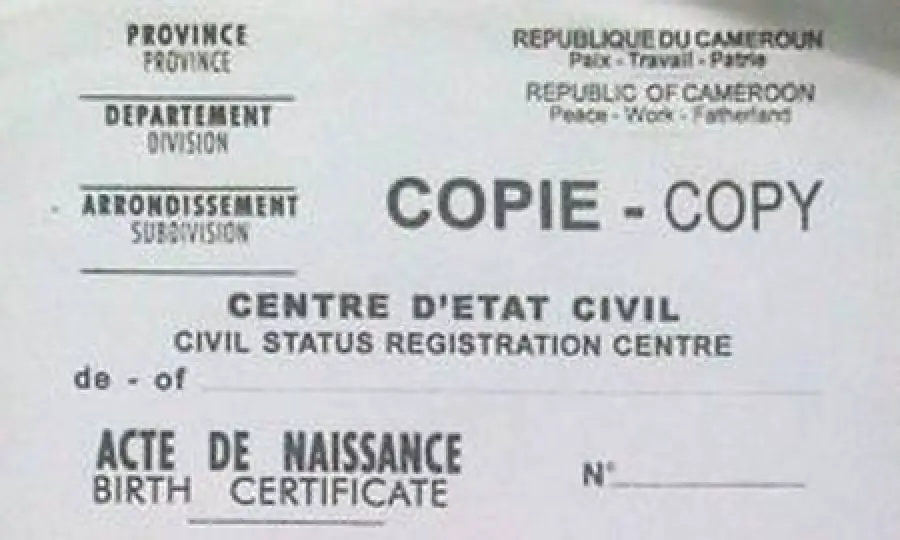 PROVINCE
PROVINCE
DEPARTEMENT
DIVISION
ARRONDISSEMENT
SUBDIVISION
REPUBLIQUE DU CAMEROUN
Paix - Travail - Patrie
REPUBLIC OF CAMEROON
Peace - Work - Fatherland
COPIE - COPY
CENTRE D'ETAT CIVIL
CIVIL STATUS REGISTRATION CENTRE
de - of
ACTE DE NAISSANCE
BIRTH CERTIFICATE
N°